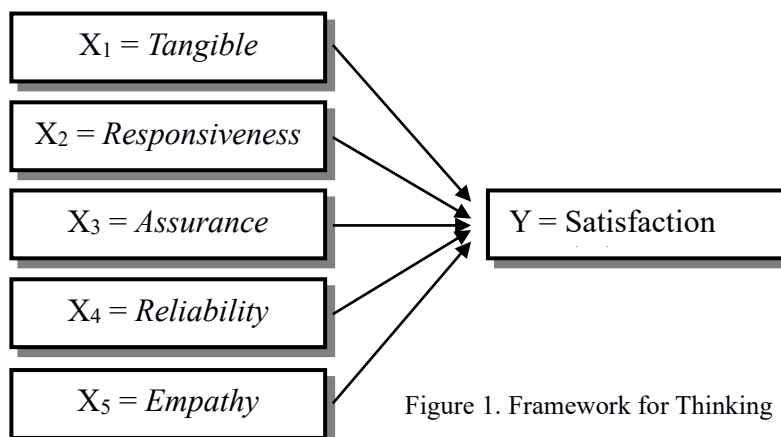 X₁ = Tangible
X₂ = Responsiveness
X₃ = Assurance
Y = Satisfaction
X₄ = Reliability
X₅ = Empathy
Figure 1. Framework for Thinking